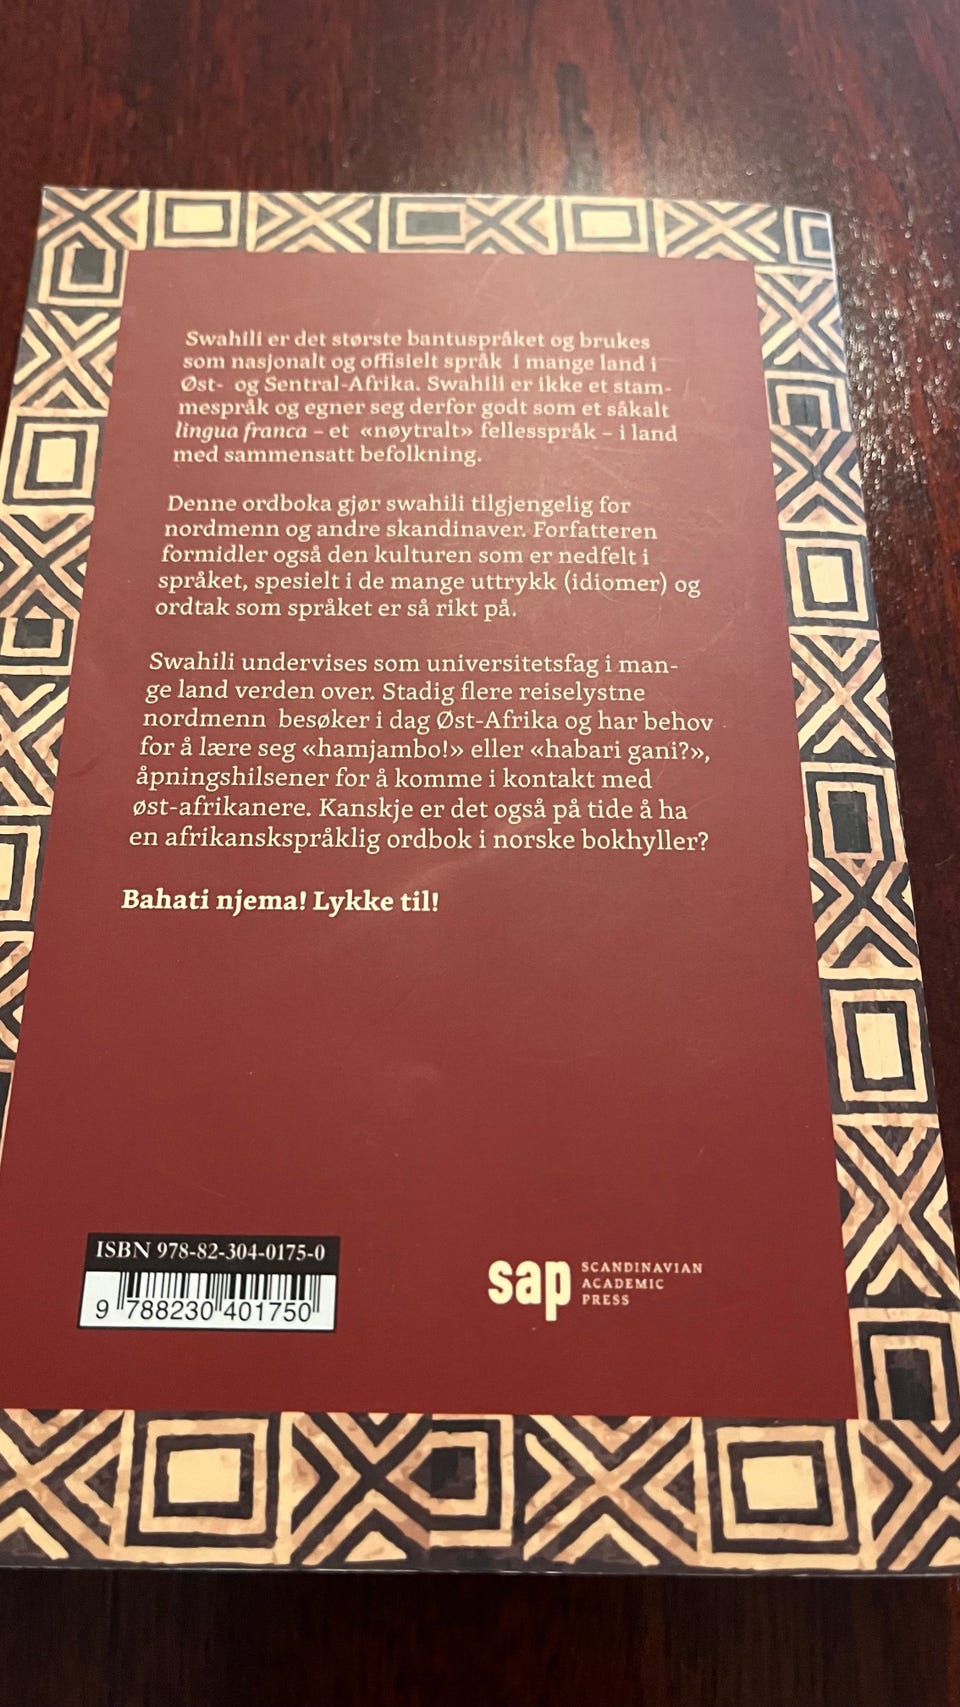 Swahili er det største bantuspråket og brukes
som nasjonalt og offisielt språk i mange land i
Øst- og Sentral-Afrika. Swahili er ikke et stam-
mespråk og egner seg derfor godt som et såkalt
lingua franca – et «nøytralt» fellesspråk – i land
med sammensatt befolkning.
Denne ordboka gjør swahili tilgjengelig for
nordmenn og andre skandinaver. Forfatteren
formidler også den kulturen som er nedfelt i
språket, spesielt i de mange uttrykk (idiomer) og
ordtak som språket er så rikt på.
Swahili undervises som universitetsfag i man-
ge land verden over. Stadig flere reiselystne
nordmenn besøker i dag Øst-Afrika og har behov
for å lære seg «hamjambo!» eller «habari gani?»,
åpningshilsener for å komme i kontakt med
øst-afrikanere. Kanskje er det også på tide å ha
en afrikanskspråklig ordbok i norske bokhyller?
Bahati njema! Lykke til!
ISBN 978-82-304-0175-0
9 788230 401750
sap SCANDINAVIAN
ACADEMIC
PRESS